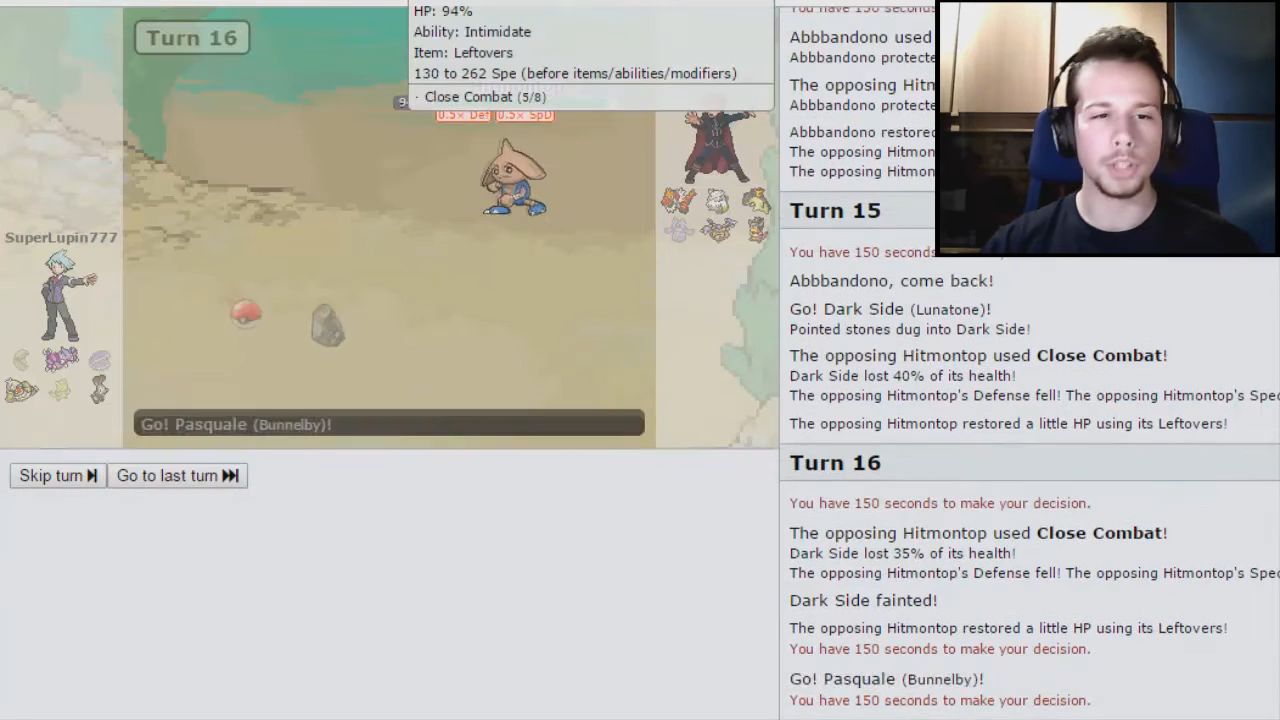 HP: 94%
Ability: Intimidate
Item: Leftovers
130 to 262 Spe (before items/abilities/modifiers)
· Close Combat (5/8)
Turn 16
0.5× Def 0.5× SpD
SuperLupin777
Go! Pasquale (Bunnelby)!
Skip turn
Go to last turn
You have 150 seconds
Abbbandono used
Abbbandono protecte
The opposing Hitm
Abbbandono protecte
Abbbandono restored
The opposing Hitmont
The opposing Hitmont
Turn 15
You have 150 seconds
Abbbandono, come back!
Go! Dark Side (Lunatone)!
Pointed stones dug into Dark Side!
The opposing Hitmontop used Close Combat!
Dark Side lost 40% of its health!
The opposing Hitmontop's Defense fell! The opposing Hitmontop's Spec
The opposing Hitmontop restored a little HP using its Leftovers!
Turn 16
You have 150 seconds to make your decision.
The opposing Hitmontop used Close Combat!
Dark Side lost 35% of its health!
The opposing Hitmontop's Defense fell! The opposing Hitmontop's Spec
Dark Side fainted!
The opposing Hitmontop restored a little HP using its Leftovers!
You have 150 seconds to make your decision.
Go! Pasquale (Bunnelby)!
You have 150 seconds to make your decision.